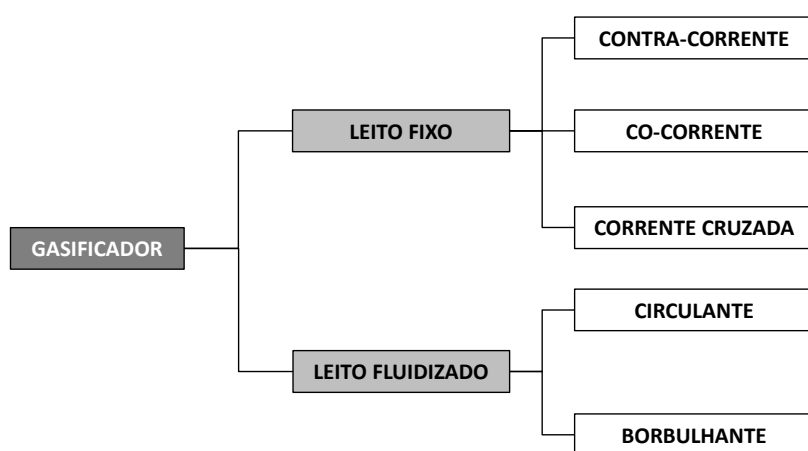 GASIFICADOR
LEITO FIXO
CONTRA-CORRENTE
CO-CORRENTE
CORRENTE CRUZADA
LEITO FLUIDIZADO
CIRCULANTE
BORBULHANTE